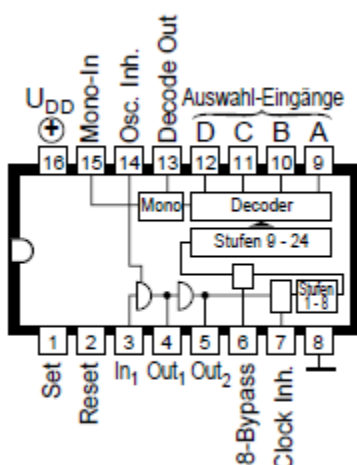 UDD
Mono-In
Osc. Inh.
Decode Out
Auswahl-Eingänge
D C B A
16 15 14 13 12 11 10 9
Mono
Decoder
Stufen 9 - 24
Stufen
1 - 8
1 2 3 4 5 6 7 8
Set
Reset
In1
Out1
Out2
8-Bypass
Clock Inh.